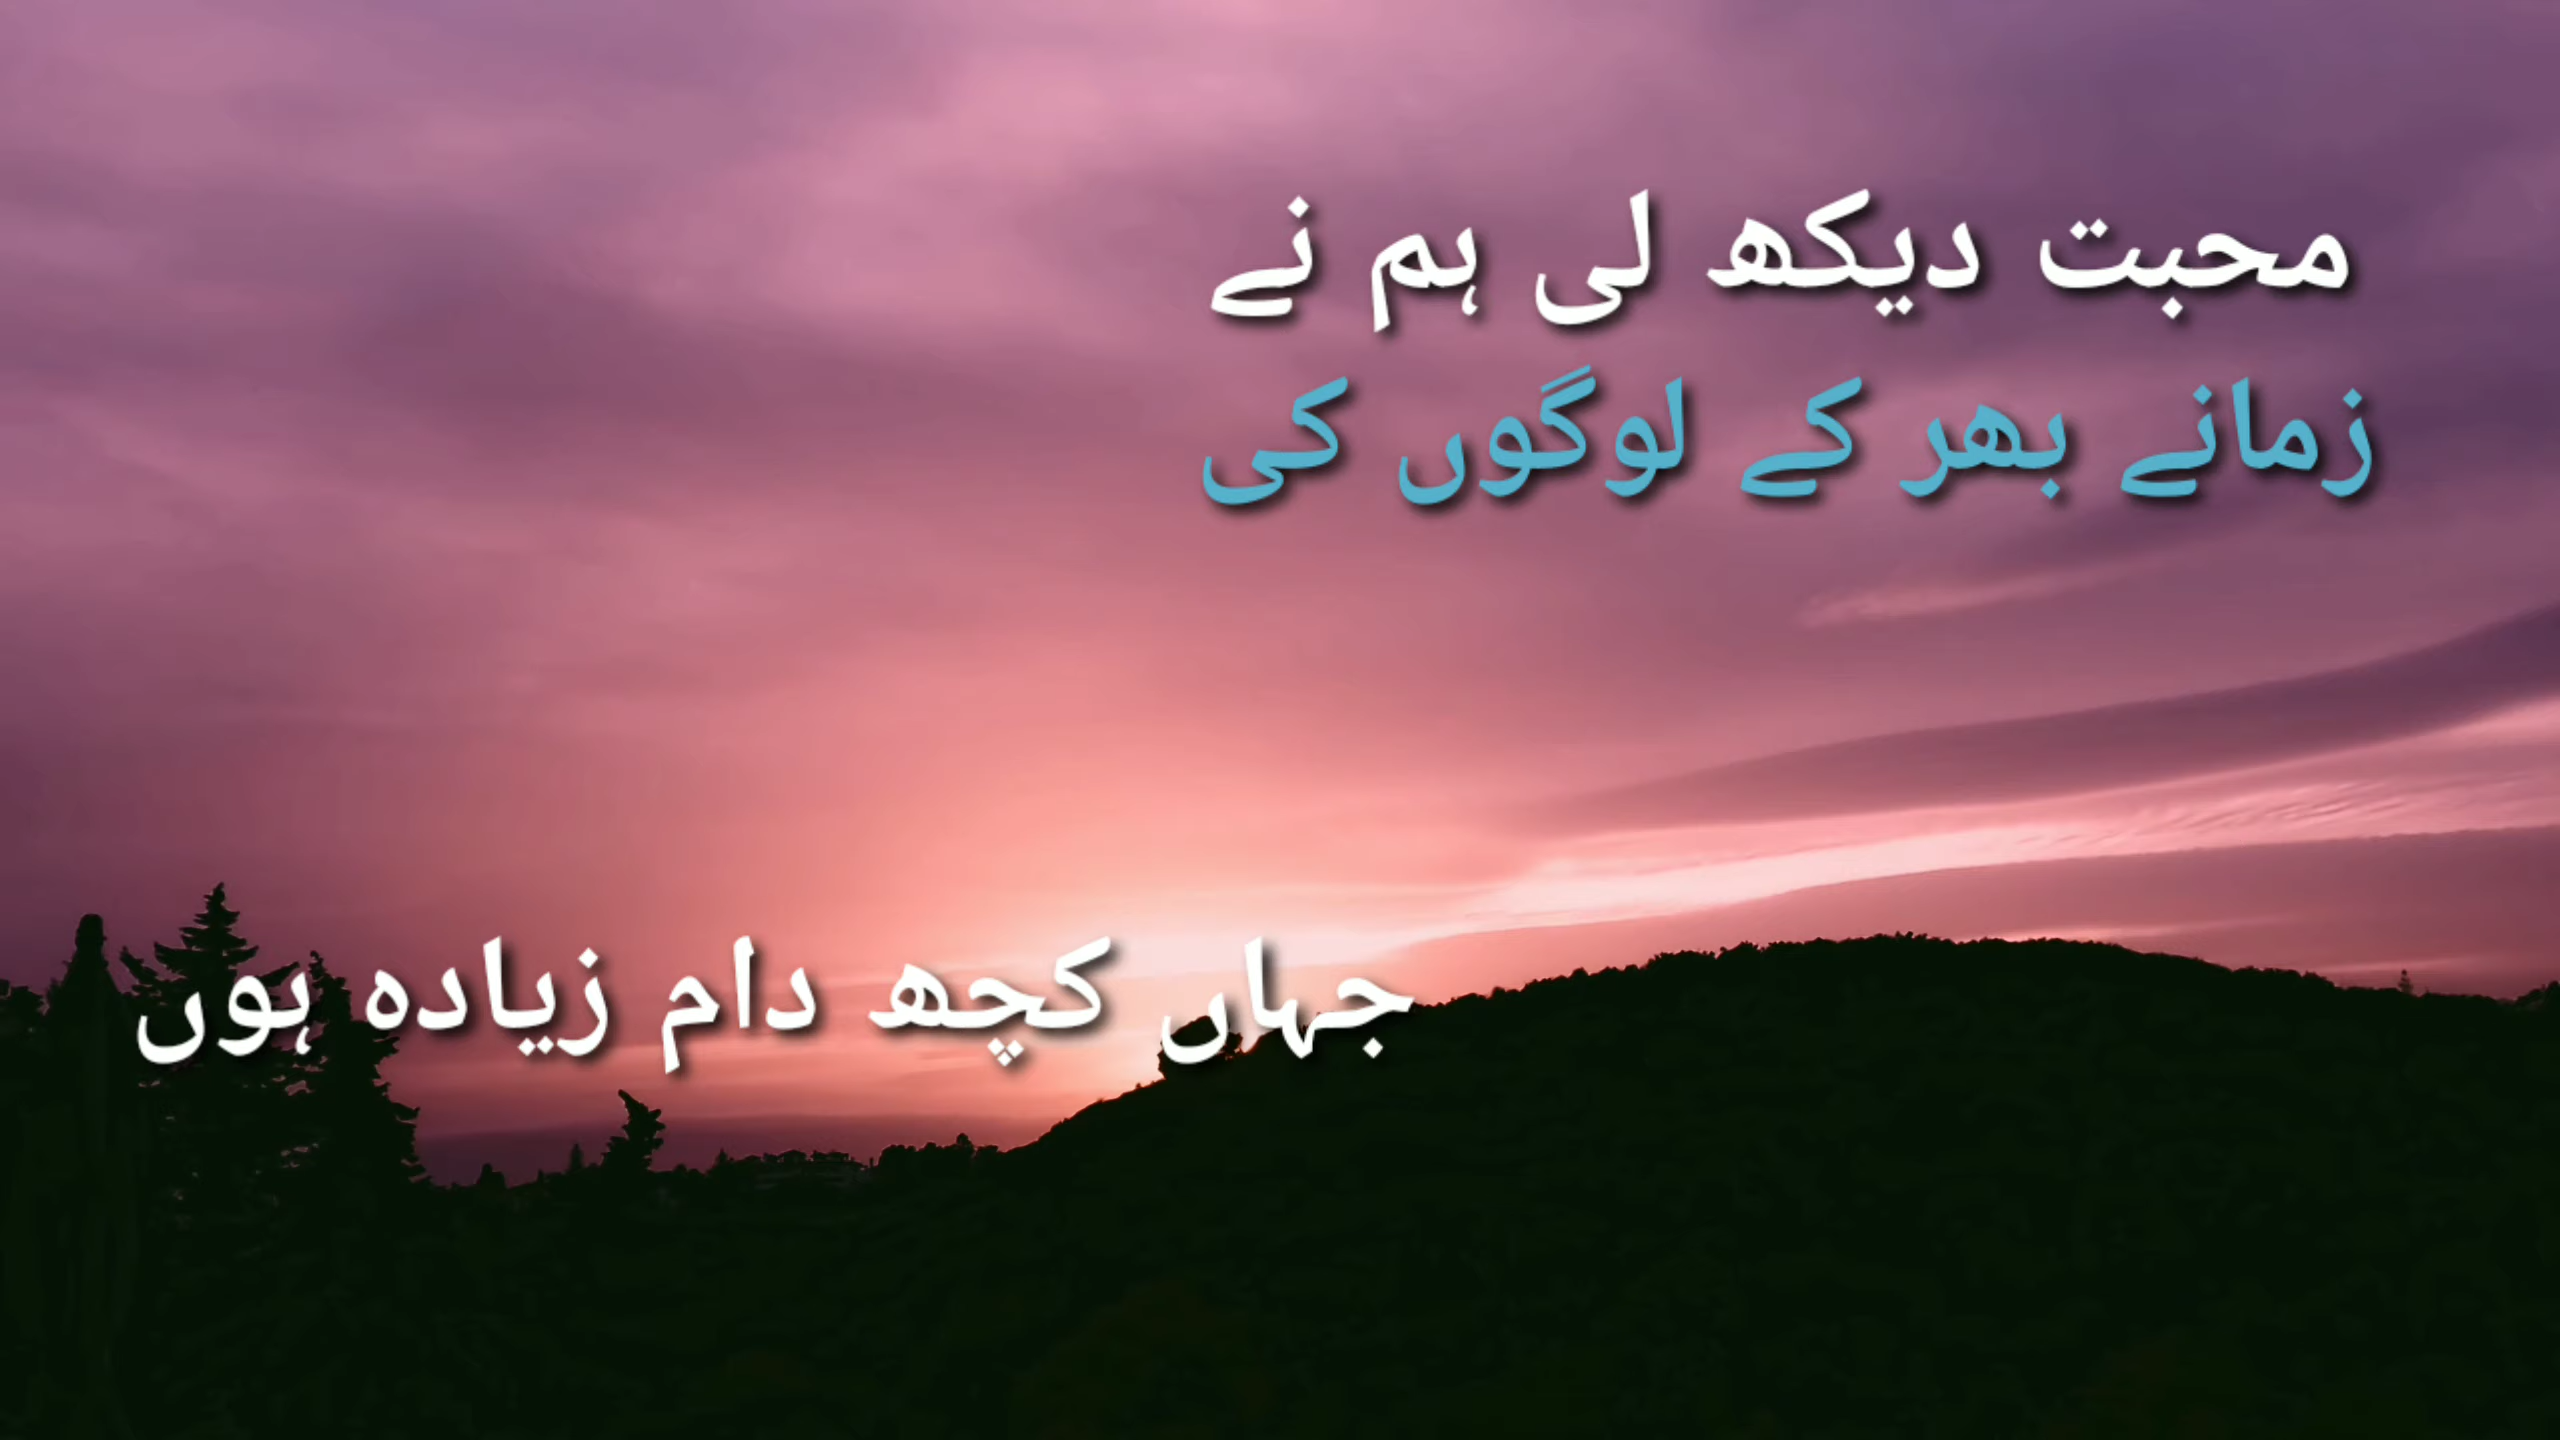 محبت دیکھ لی ہم نے
زمانے بھر کے لوگوں کی
جہاں کچھ دام زیادہ ہوں